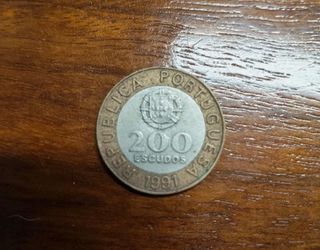 REPUBLICA PORTUGUESA
200
ESCUDOS
1991